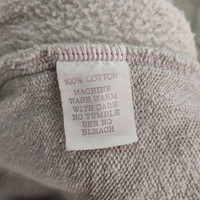 100% COTTON
MACHINE
WASH WARM
WITH CARE
NO TUMBLE
USE NO
BLEACH